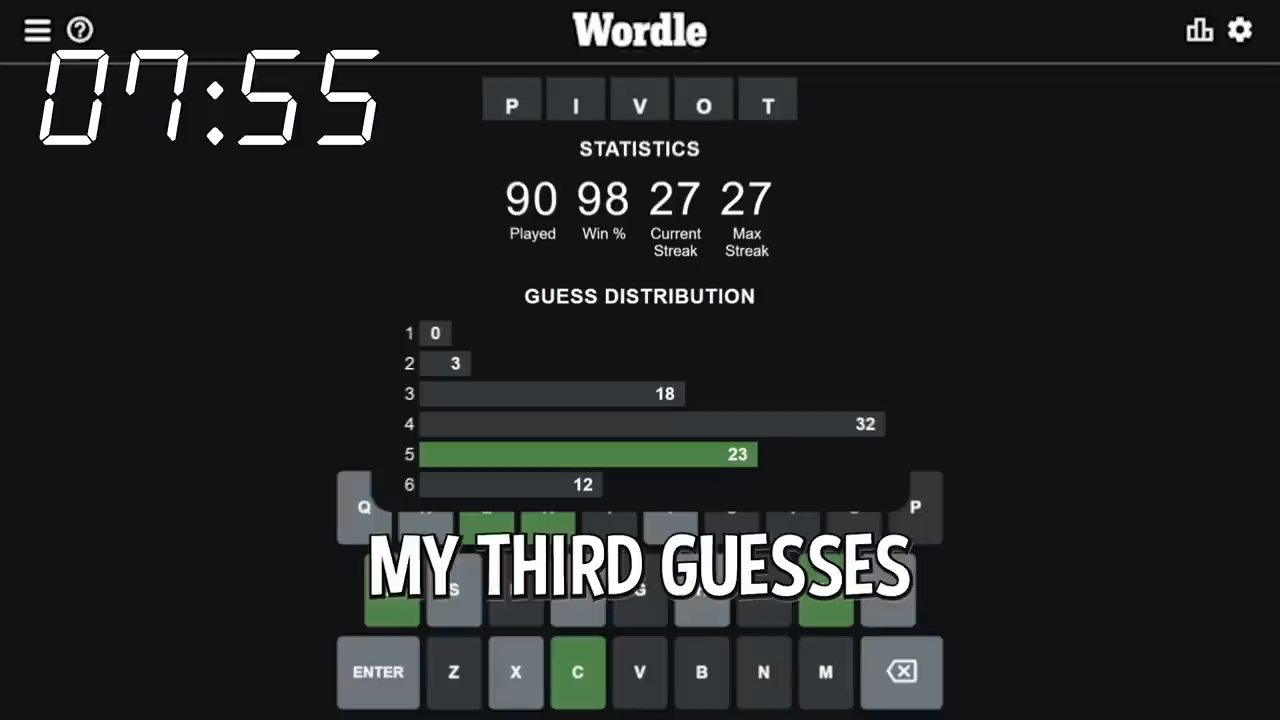 Wordle
07:55
P I V O T
STATISTICS
90 98 27 27
Played Win % Current Streak Max Streak
GUESS DISTRIBUTION
1 0
2 3
3 18
4 32
5 23
6 12
Q P
MY THIRD GUESSES
S G
ENTER Z X C V B N M